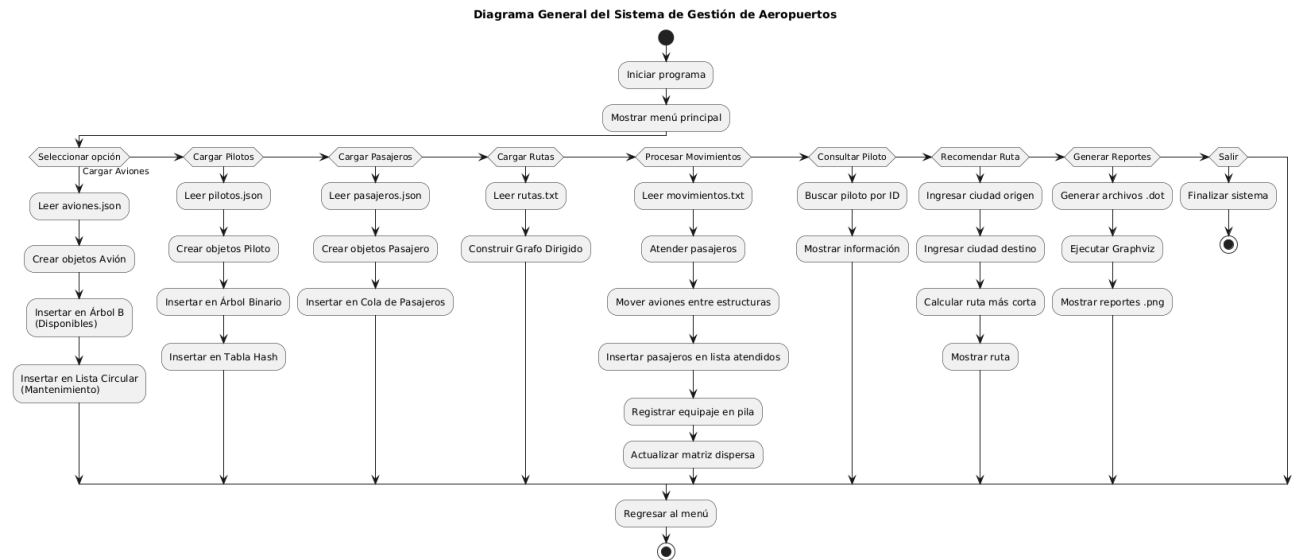 Diagrama General del Sistema de Gestión de Aeropuertos
Iniciar programa
Mostrar menú principal
Seleccionar opción
Cargar Aviones
Leer aviones.json
Crear objetos Avión
Insertar en Árbol B
(Disponibles)
Insertar en Lista Circular
(Mantenimiento)
Cargar Pilotos
Leer pilotos.json
Crear objetos Piloto
Insertar en Árbol Binario
Insertar en Tabla Hash
Cargar Pasajeros
Leer pasajeros.json
Crear objetos Pasajero
Insertar en Cola de Pasajeros
Cargar Rutas
Leer rutas.txt
Construir Grafo Dirigido
Procesar Movimientos
Leer movimientos.txt
Atender pasajeros
Mover aviones entre estructuras
Insertar pasajeros en lista atendidos
Registrar equipaje en pila
Actualizar matriz dispersa
Consultar Piloto
Buscar piloto por ID
Mostrar información
Recomendar Ruta
Ingresar ciudad origen
Ingresar ciudad destino
Calcular ruta más corta
Mostrar ruta
Generar Reportes
Generar archivos .dot
Ejecutar Graphviz
Mostrar reportes .png
Salir
Finalizar sistema
Regresar al menú